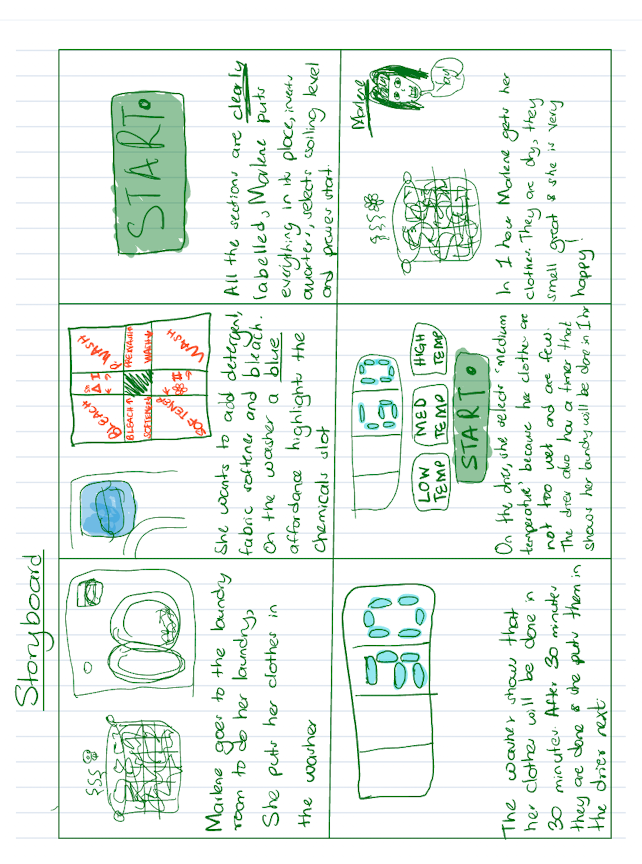 Storyboard
Marlene goes to the laundry
room to do her laundry,
She puts her clothes in
the washer
BLEACH
P. WASH
BLEACH↑
PREWASH↑
SOFTENER↓
WASH↓
SOFTENER
WASH
She wants to add detergent,
fabric softener and bleach.
On the washer a blue
affordance highlights the
chemicals slot
START
All the sections are clearly
labelled, Marlene puts
everything in its place, inserts
quarters, selects soiling level
and presses start.
The washer shows that
her clothes will be done in
30 minutes. After 30 minutes
they are done & she puts them in
the drier next.
LOW TEMP
MED TEMP
HIGH TEMP
START
On the drier, she selects 'medium
temperature' because her clothes are
not too wet and are few.
The drier also has a timer that
shows her laundry will be done in 1hr
Marlene
Yay!
In 1 hour Marlene gets her
clothes. They are dry, they
smell great & she is very
happy!